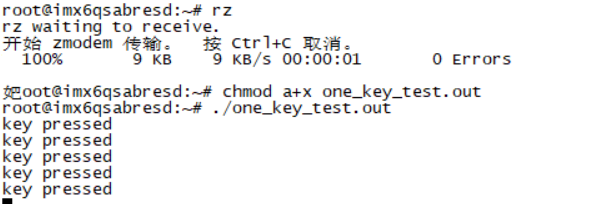 root@imx6qsabresd:~# rz
rz waiting to receive.
开始 zmodem 传输。 按 Ctrl+C 取消。
100% 9 KB 9 KB/s 00:00:01 0 Errors
妑oot@imx6qsabresd:~# chmod a+x one_key_test.out
root@imx6qsabresd:~# ./one_key_test.out
key pressed
key pressed
key pressed
key pressed
key pressed